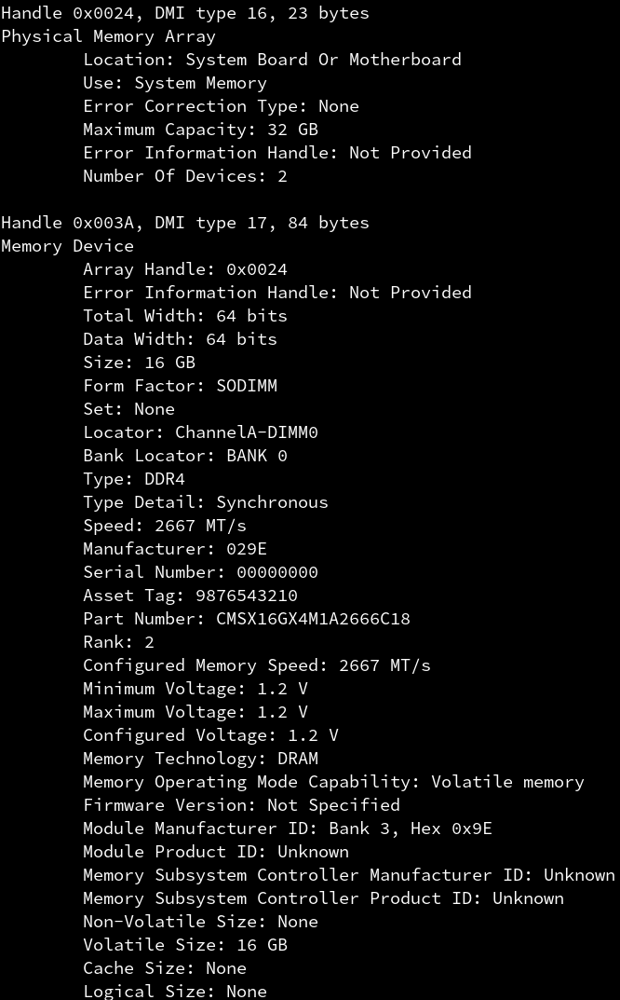 Handle 0x0024, DMI type 16, 23 bytes
Physical Memory Array
Location: System Board Or Motherboard
Use: System Memory
Error Correction Type: None
Maximum Capacity: 32 GB
Error Information Handle: Not Provided
Number Of Devices: 2
Handle 0x003A, DMI type 17, 84 bytes
Memory Device
Array Handle: 0x0024
Error Information Handle: Not Provided
Total Width: 64 bits
Data Width: 64 bits
Size: 16 GB
Form Factor: SODIMM
Set: None
Locator: ChannelA-DIMM0
Bank Locator: BANK 0
Type: DDR4
Type Detail: Synchronous
Speed: 2667 MT/s
Manufacturer: 029E
Serial Number: 00000000
Asset Tag: 9876543210
Part Number: CMSX16GX4M1A2666C18
Rank: 2
Configured Memory Speed: 2667 MT/s
Minimum Voltage: 1.2 V
Maximum Voltage: 1.2 V
Configured Voltage: 1.2 V
Memory Technology: DRAM
Memory Operating Mode Capability: Volatile memory
Firmware Version: Not Specified
Module Manufacturer ID: Bank 3, Hex 0x9E
Module Product ID: Unknown
Memory Subsystem Controller Manufacturer ID: Unknown
Memory Subsystem Controller Product ID: Unknown
Non-Volatile Size: None
Volatile Size: 16 GB
Cache Size: None
Logical Size: None